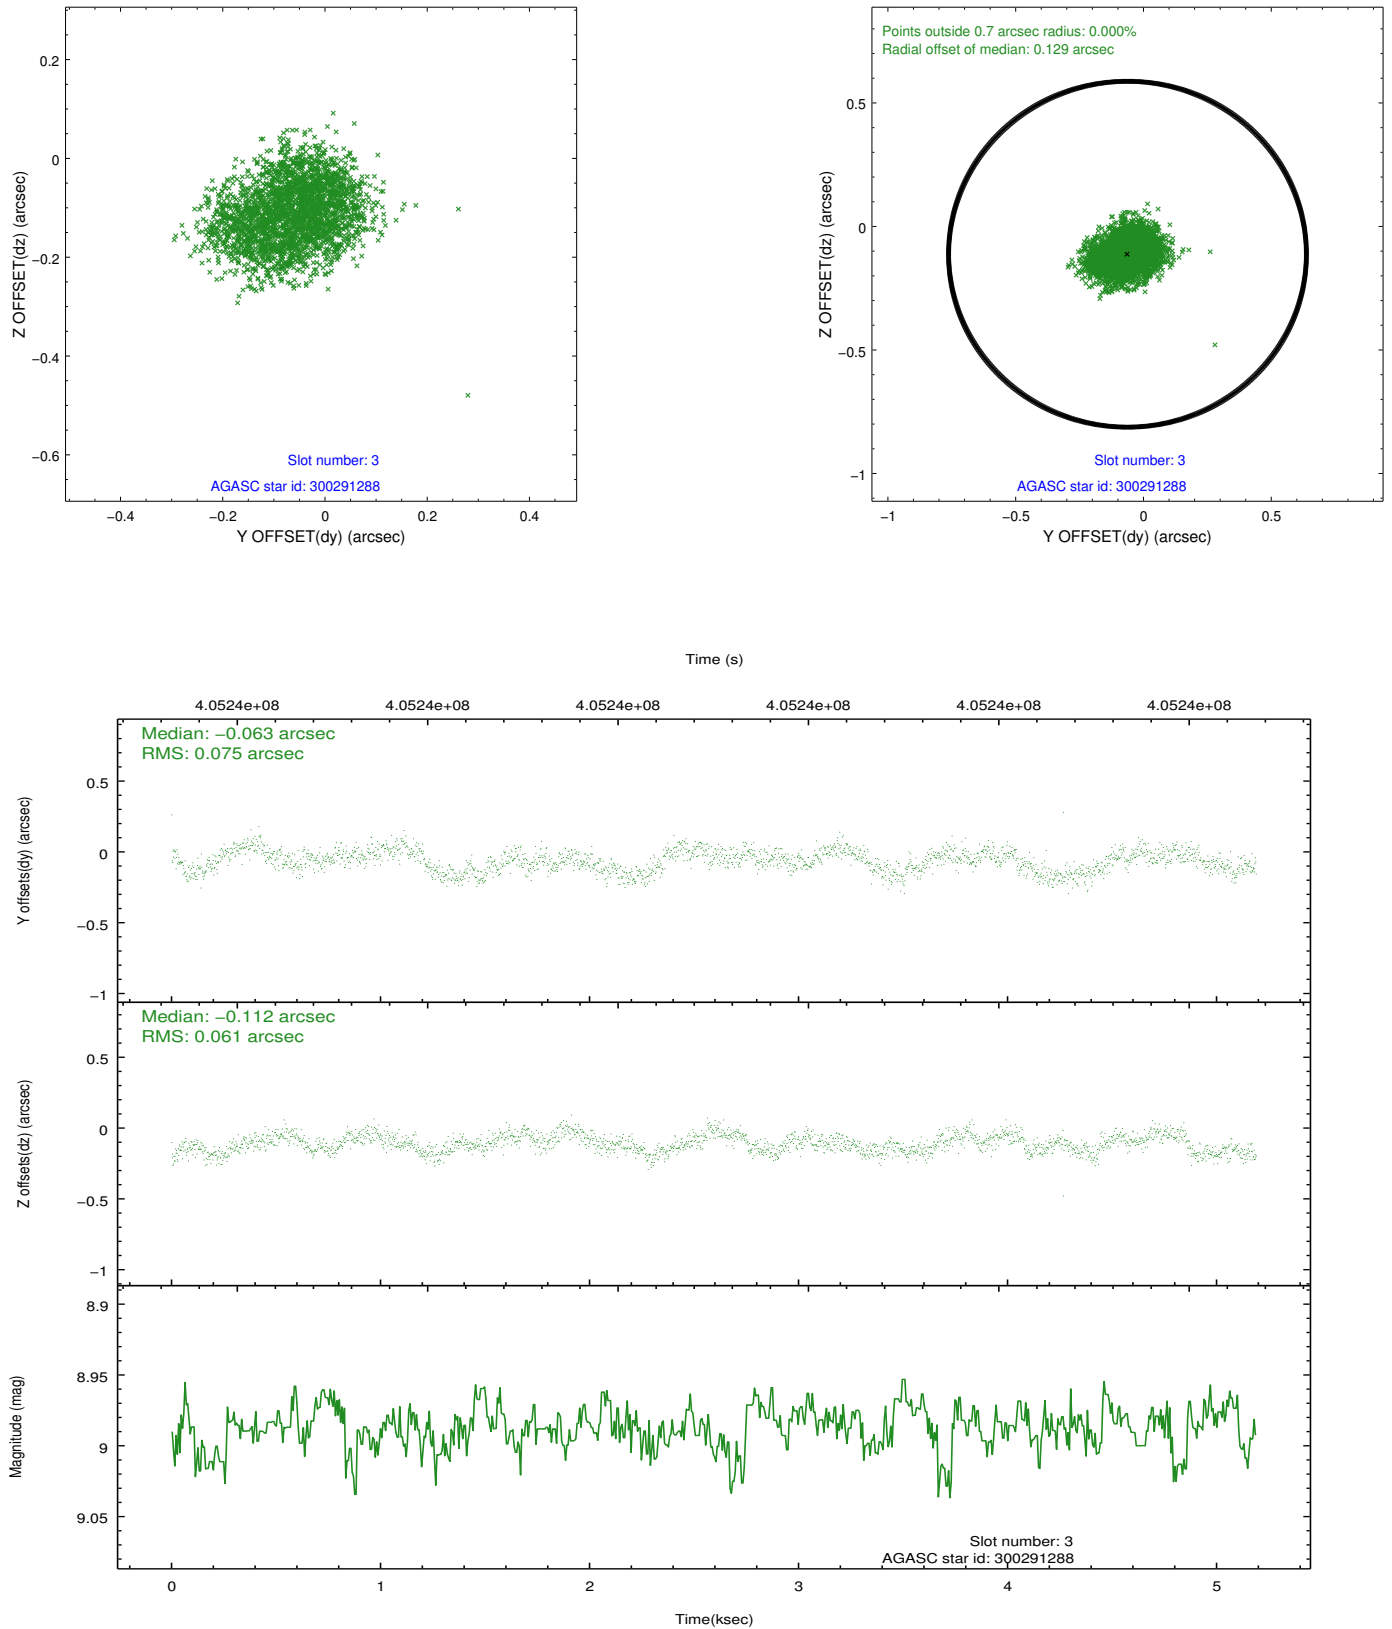 0.2
0
−0.2
−0.4
−0.6
Z OFFSET(dz) (arcsec)
Slot number: 3
AGASC star id: 300291288
−0.4
−0.2
0
0.2
0.4
Y OFFSET(dy) (arcsec)
Points outside 0.7 arcsec radius: 0.000%
Radial offset of median: 0.129 arcsec
0.5
0
−0.5
−1
Z OFFSET(dz) (arcsec)
Slot number: 3
AGASC star id: 300291288
−1
−0.5
0
0.5
Y OFFSET(dy) (arcsec)
Time (s)
4.0524e+08
4.0524e+08
4.0524e+08
4.0524e+08
4.0524e+08
4.0524e+08
Median: −0.063 arcsec
RMS: 0.075 arcsec
0.5
0
−0.5
−1
Y offsets(dy) (arcsec)
Median: −0.112 arcsec
RMS: 0.061 arcsec
0.5
0
−0.5
−1
Z offsets(dz) (arcsec)
8.9
8.95
9
9.05
Magnitude (mag)
Slot number: 3
AGASC star id: 300291288
0
1
2
3
4
5
Time(ksec)